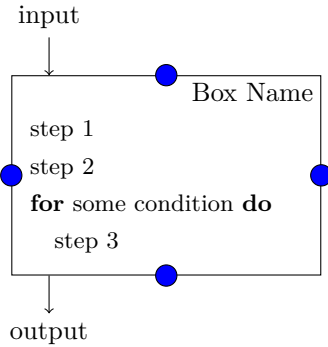 input
Box Name
step 1
step 2
for some condition do
step 3
output